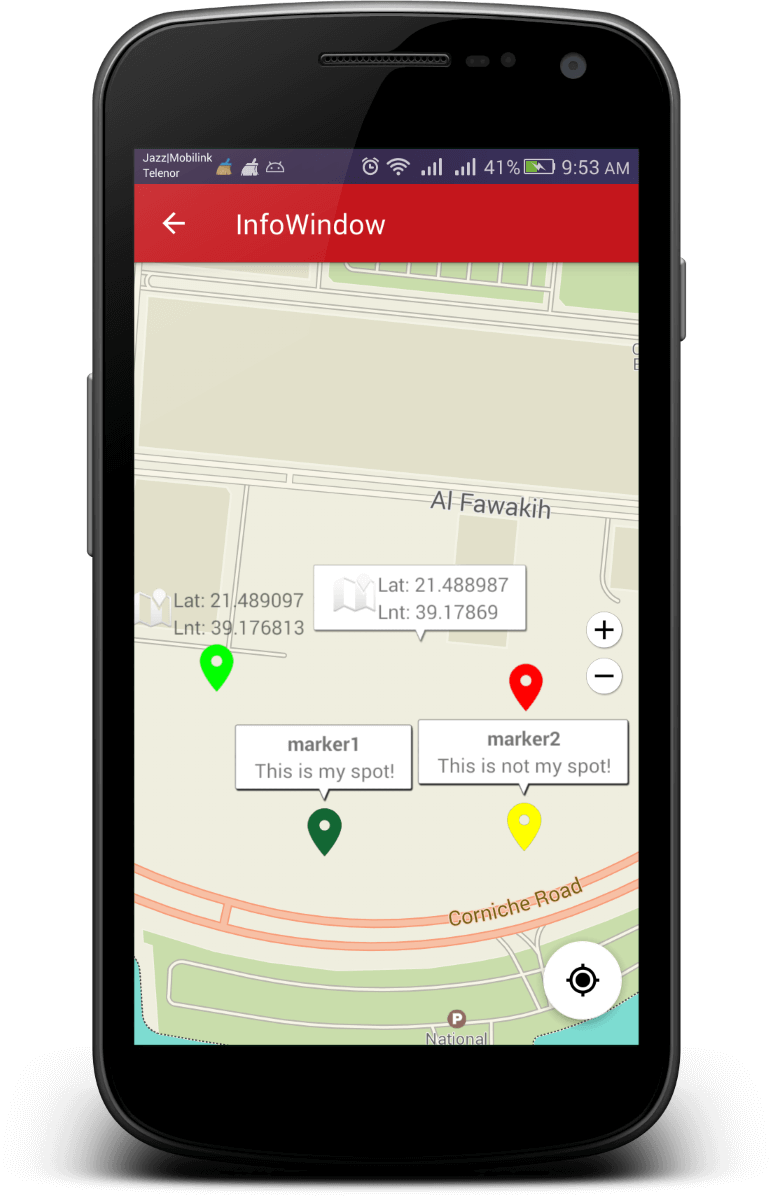 Jazz|Mobilink
Telenor
41%
9:53 AM
InfoWindow
Al Fawakih
Lat: 21.489097
Lnt: 39.176813
Lat: 21.488987
Lnt: 39.17869
+
−
marker1
This is my spot!
marker2
This is not my spot!
Corniche Road
P
National